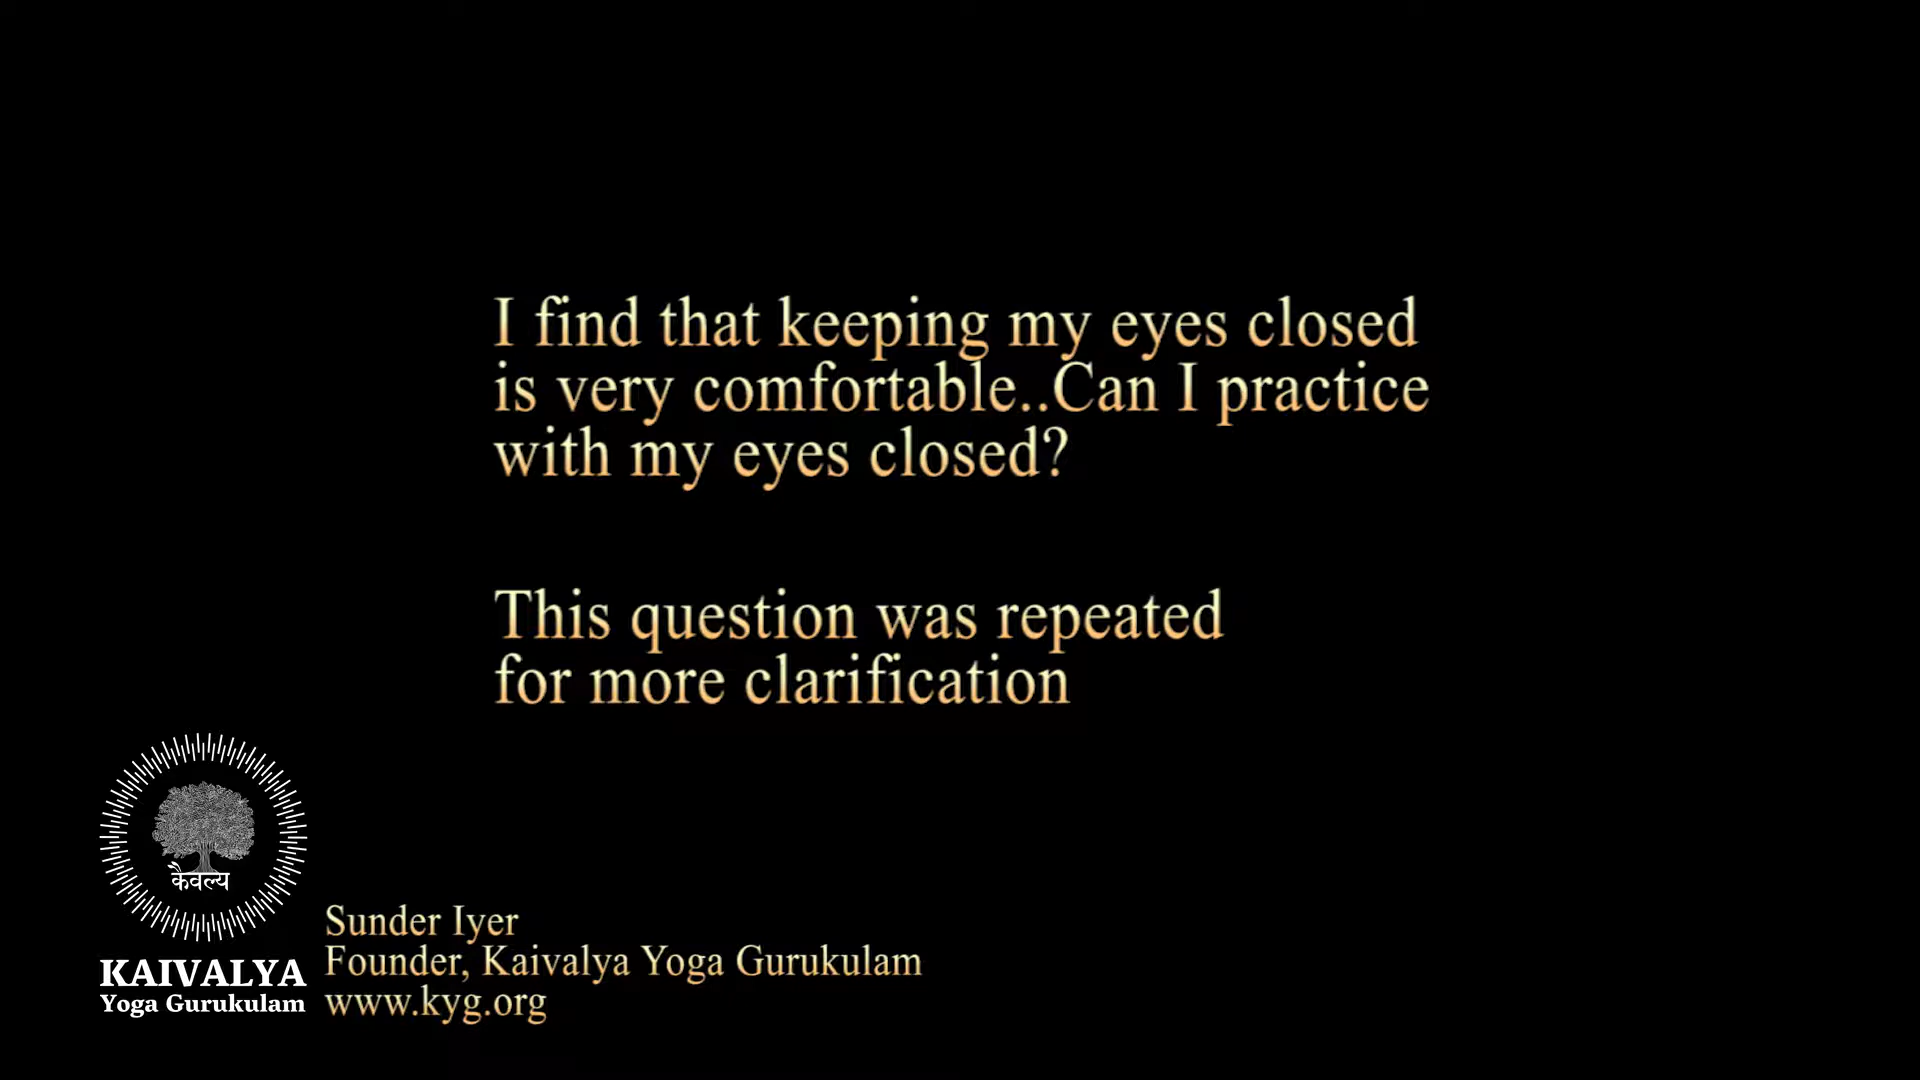 I find that keeping my eyes closed
is very comfortable..Can I practice
with my eyes closed?
This question was repeated
for more clarification
कैवल्य
KAIVALYA
Yoga Gurukulam
Sunder Iyer
Founder, Kaivalya Yoga Gurukulam
www.kyg.org